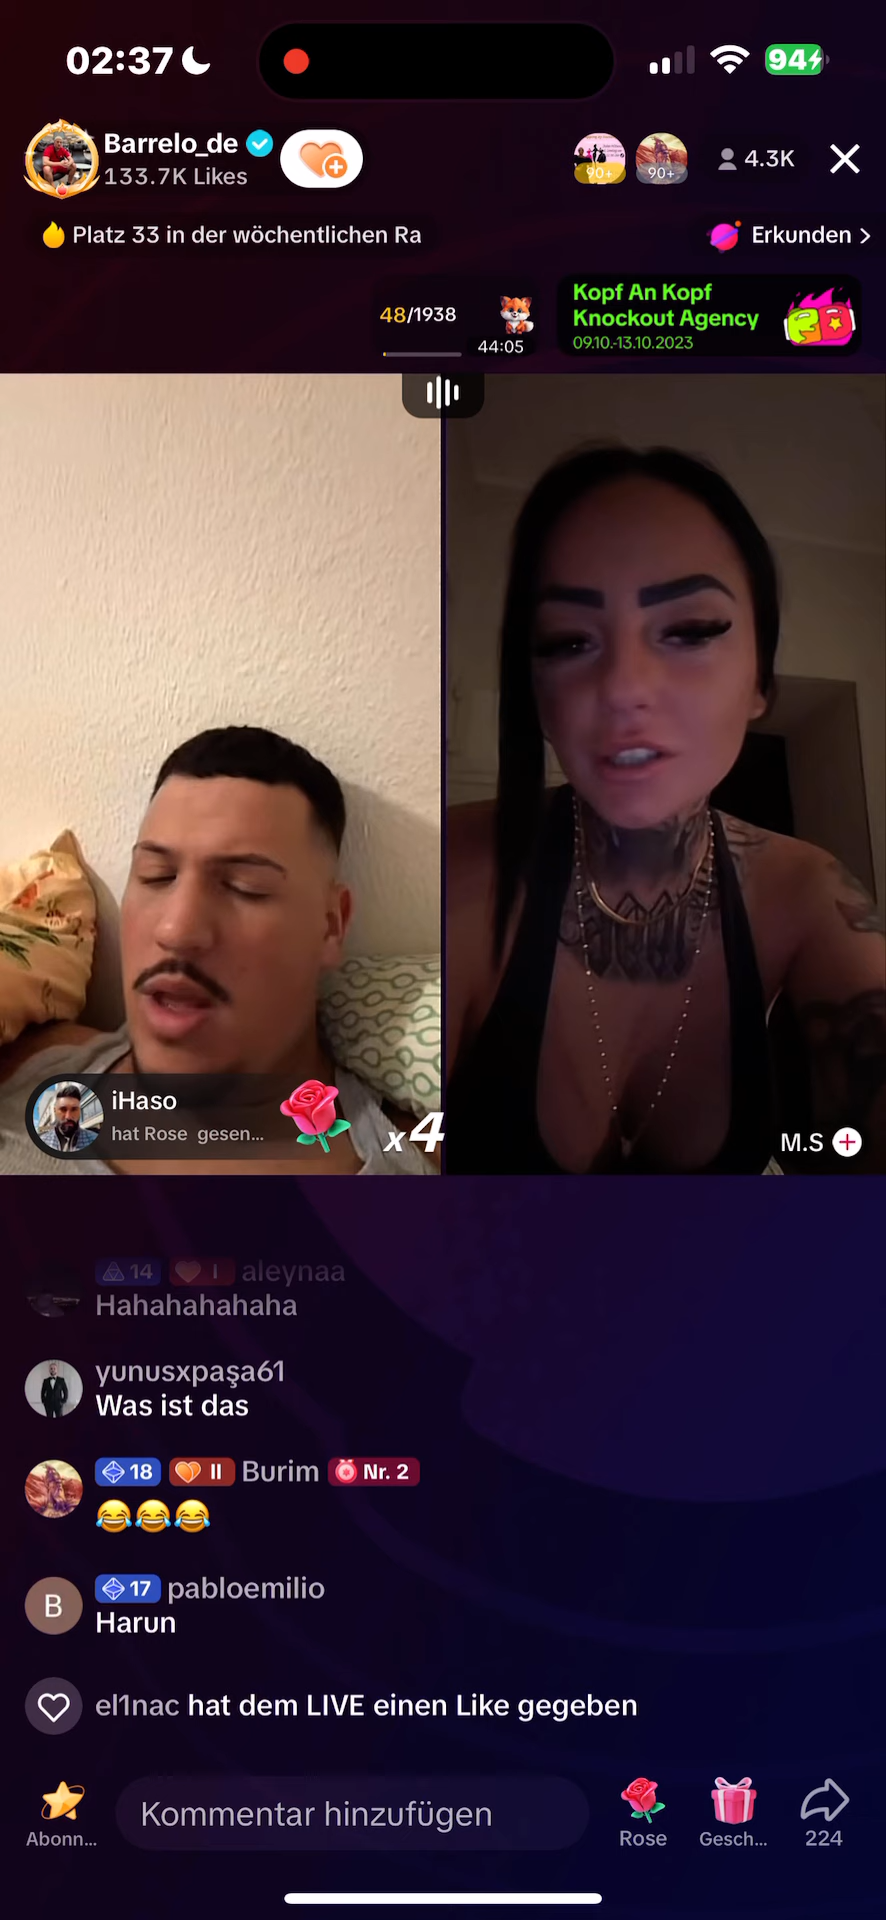 02:37
94
Barrelo_de
133.7K Likes
90+
90+
4.3K
Platz 33 in der wöchentlichen Ra
Erkunden >
48/1938
44:05
Kopf An Kopf
Knockout Agency
09.10.-13.10.2023
iHaso
hat Rose gesen...
x4
M.S
14 I aleynaa
Hahahahahaha
yunusxpaşa61
Was ist das
18 II Burim Nr. 2
😂😂😂
B
17 pabloemilio
Harun
el1nac hat dem LIVE einen Like gegeben
Abonn...
Kommentar hinzufügen
Rose
Gesch...
224